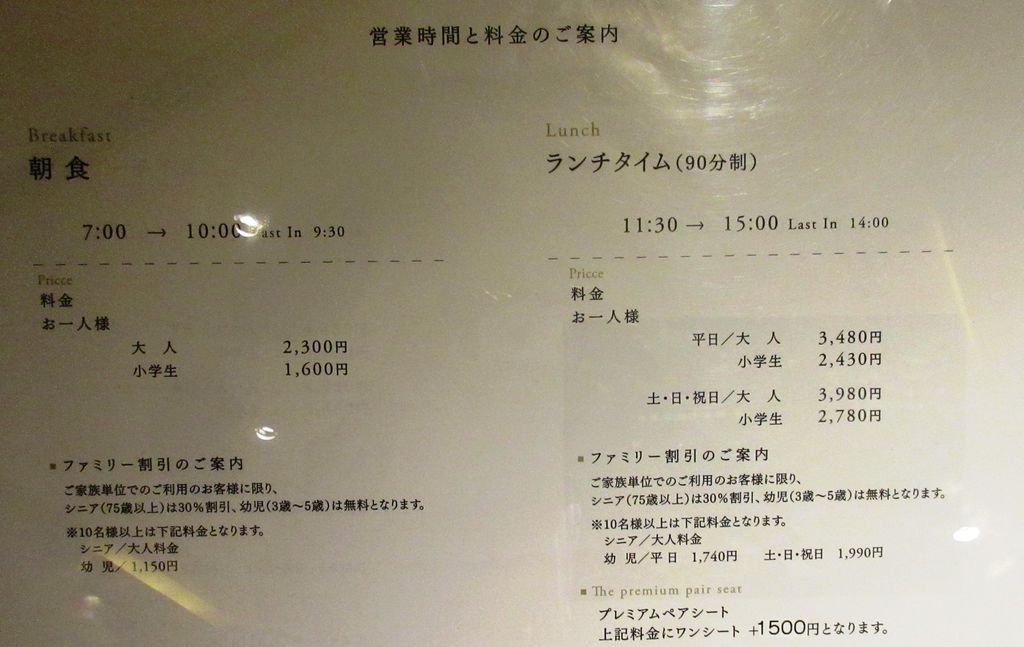 営業時間と料金のご案内
Breakfast
朝 食
7:00 → 10:00 Last In 9:30
Pricce
料金
お一人様
大 人 2,300円
小学生 1,600円
■ファミリー割引のご案内
ご家族単位でのご利用のお客様に限り、
シニア(75歳以上)は30%割引、幼児(3歳〜5歳)は無料となります。
※10名様以上は下記料金となります。
シニア／大人料金
幼 児／1,150円
Lunch
ランチタイム(90分制)
11:30 → 15:00 Last In 14:00
Pricce
料金
お一人様
平日／大 人 3,480円
小学生 2,430円
土・日・祝日／大 人 3,980円
小学生 2,780円
■ファミリー割引のご案内
ご家族単位でのご利用のお客様に限り、
シニア(75歳以上)は30%割引、幼児(3歳〜5歳)は無料となります。
※10名様以上は下記料金となります。
シニア／大人料金
幼 児／平 日 1,740円 土・日・祝日 1,990円
■The premium pair seat
プレミアムペアシート
上記料金にワンシート +1500円となります。